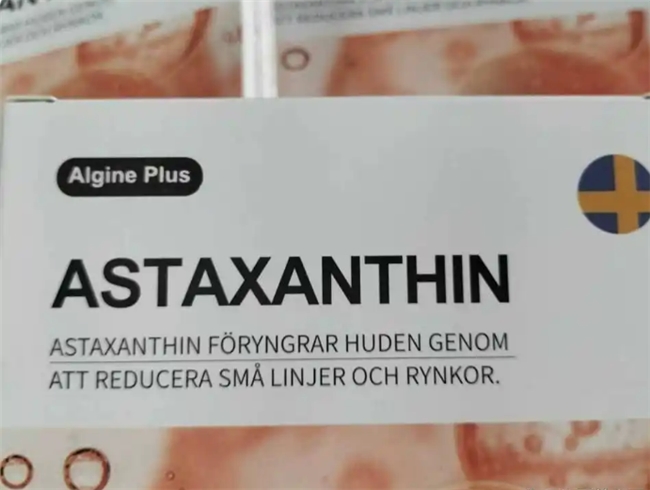 Algine Plus
ASTAXANTHIN
ASTAXANTHIN FÖRYNGRAR HUDEN GENOM
ATT REDUCERA SMÅ LINJER OCH RYNKOR.